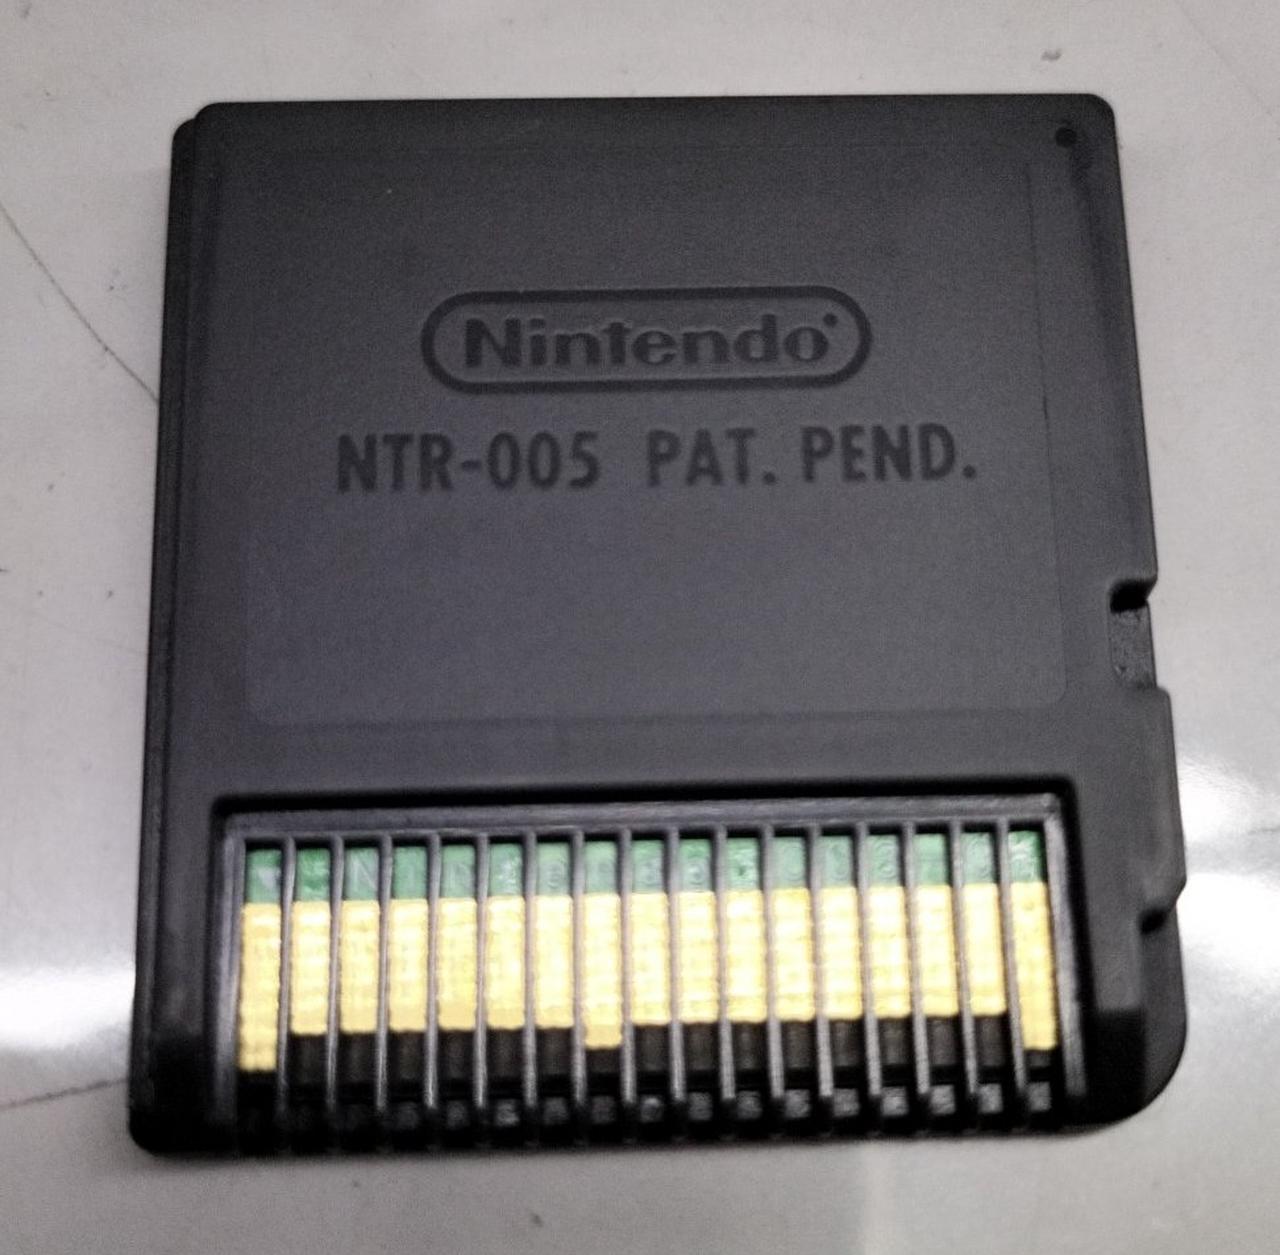 Nintendo
NTR-005 PAT. PEND.